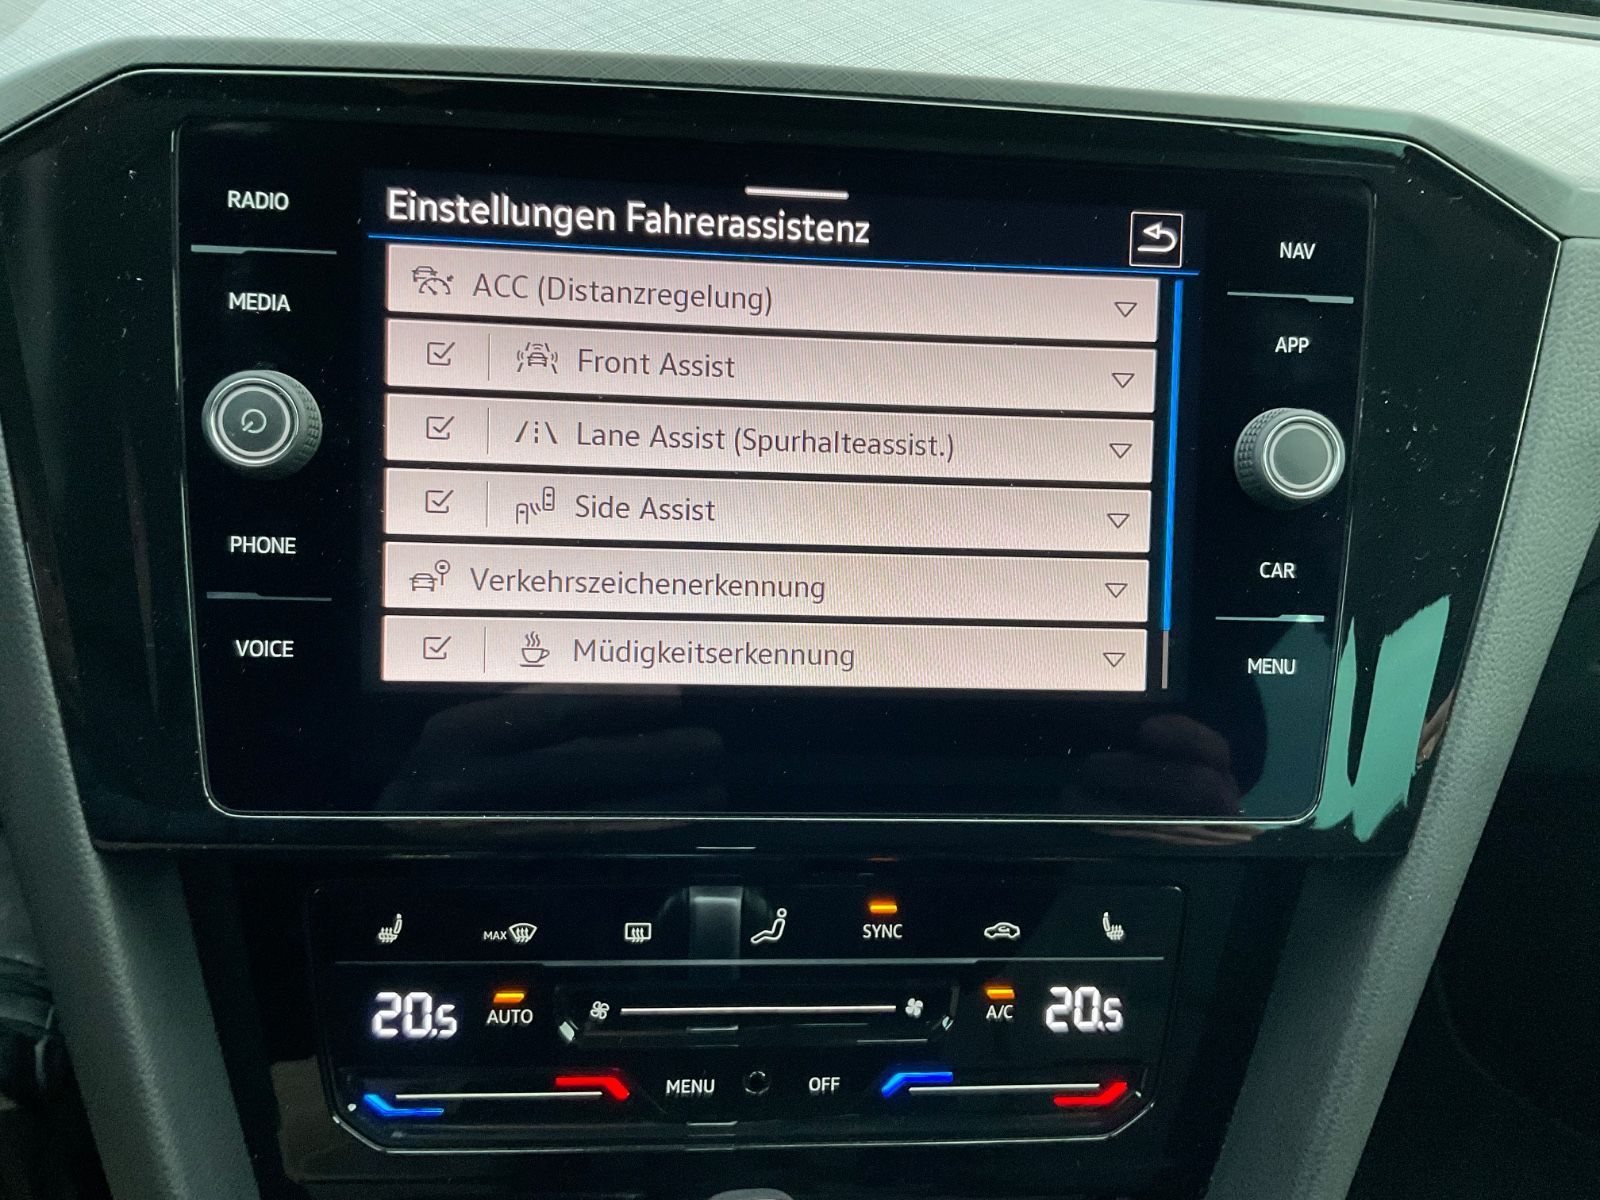 RADIO
MEDIA
PHONE
VOICE
Einstellungen Fahrerassistenz
ACC (Distanzregelung)
Front Assist
Lane Assist (Spurhalteassist.)
Side Assist
Verkehrszeichenerkennung
Müdigkeitserkennung
NAV
APP
CAR
MENU
MAX
SYNC
20.5
AUTO
A/C
20.5
MENU
OFF